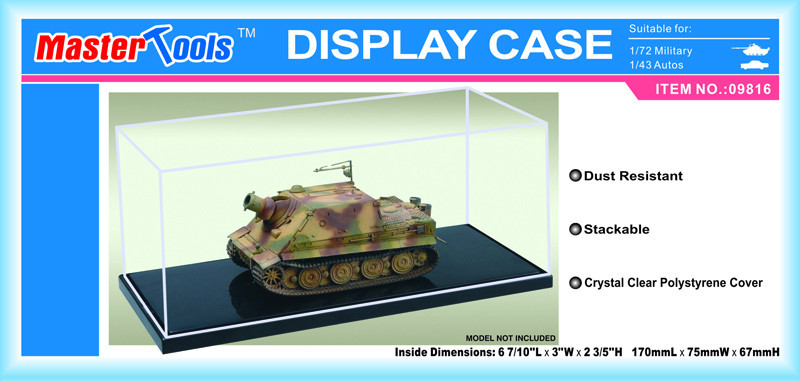 Master Tools™
DISPLAY CASE
Suitable for:
1/72 Military
1/43 Autos
ITEM NO.:09816
Dust Resistant
Stackable
Crystal Clear Polystyrene Cover
MODEL NOT INCLUDED
Inside Dimensions: 6 7/10"L X 3"W X 2 3/5"H 170mmL X 75mmW X 67mmH